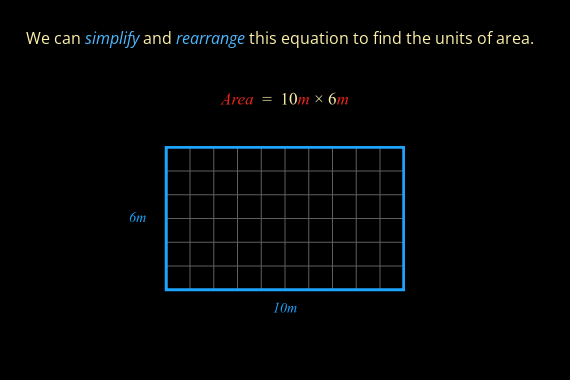 We can simplify and rearrange this equation to find the units of area.
Area = 10m × 6m
6m
10m